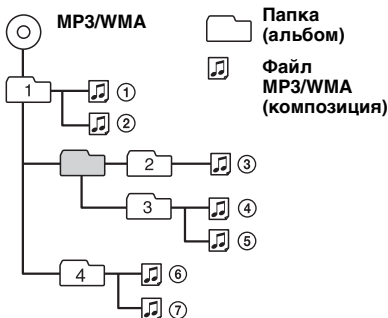 MP3/WMA
Папка
(альбом)
Файл
MP3/WMA
(композиция)
1
①
②
2
③
3
④
⑤
4
⑥
⑦